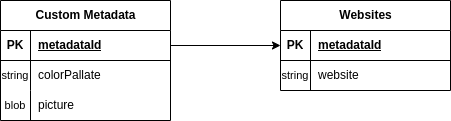 Custom Metadata
PK metadataId
string colorPallate
blob picture
Websites
PK metadataId
string website